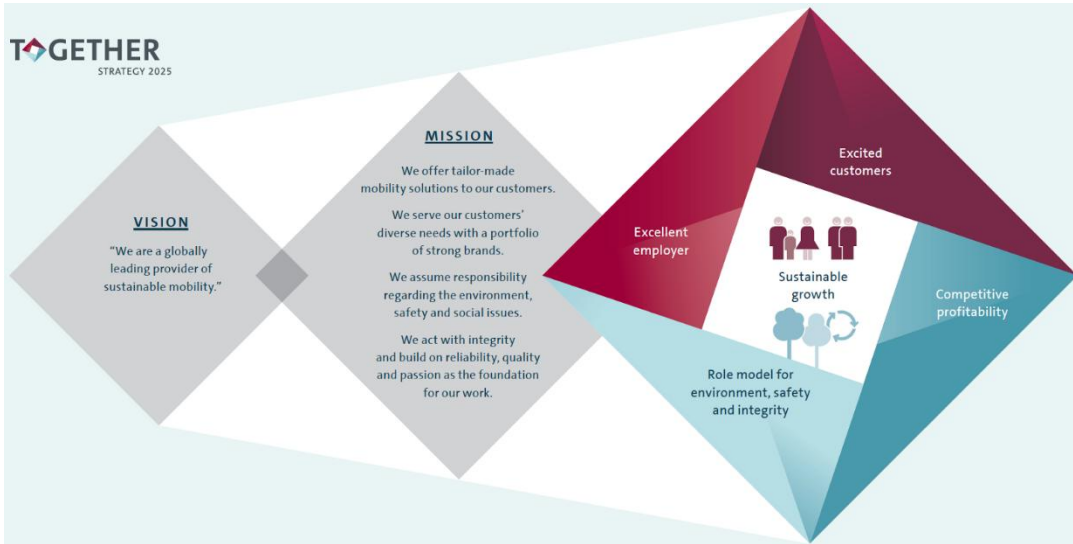 TOGETHER
STRATEGY 2025
VISION
“We are a globally
leading provider of
sustainable mobility.”
MISSION
We offer tailor-made
mobility solutions to our customers.
We serve our customers’
diverse needs with a portfolio
of strong brands.
We assume responsibility
regarding the environment,
safety and social issues.
We act with integrity
and build on reliability, quality
and passion as the foundation
for our work.
Excited
customers
Excellent
employer
Sustainable
growth
Competitive
profitability
Role model for
environment, safety
and integrity